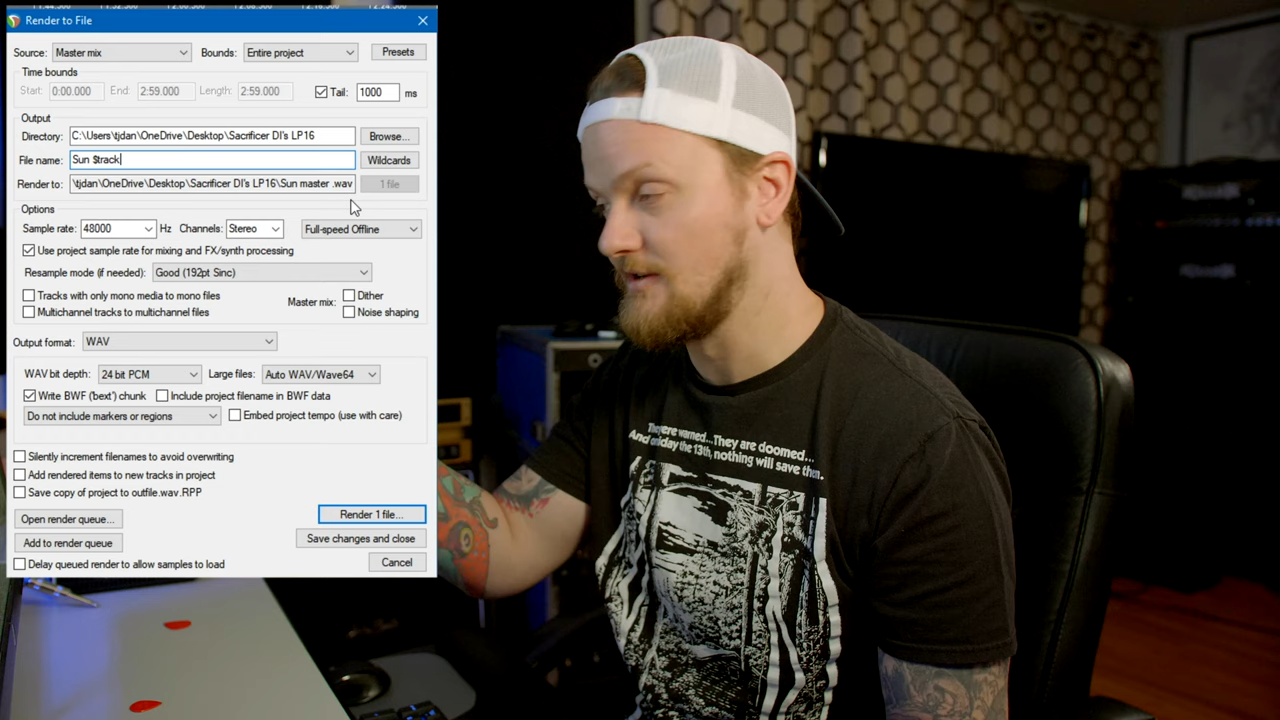 Render to File
Source: Master mix Bounds: Entire project Presets
Time bounds
Start: 0:00.000 End: 2:59.000 Length: 2:59.000 Tail: 1000 ms
Output
Directory: C:\Users\tjdan\OneDrive\Desktop\Sacrificer DI's LP16 Browse...
File name: Sun $track Wildcards
Render to: \tjdan\OneDrive\Desktop\Sacrificer DI's LP16\Sun master .wav 1 file
Options
Sample rate: 48000 Hz Channels: Stereo Full-speed Offline
Use project sample rate for mixing and FX/synth processing
Resample mode (if needed): Good (192pt Sinc)
Tracks with only mono media to mono files
Multichannel tracks to multichannel files
Master mix: Dither
Noise shaping
Output format: WAV
WAV bit depth: 24 bit PCM Large files: Auto WAV/Wave64
Write BWF ('bext') chunk Include project filename in BWF data
Do not include markers or regions Embed project tempo (use with care)
Silently increment filenames to avoid overwriting
Add rendered items to new tracks in project
Save copy of project to outfile.wav.RPP
Open render queue... Render 1 file...
Add to render queue Save changes and close
Delay queued render to allow samples to load Cancel
They were warned...They are doomed...
And on friday the 13th, nothing will save them.